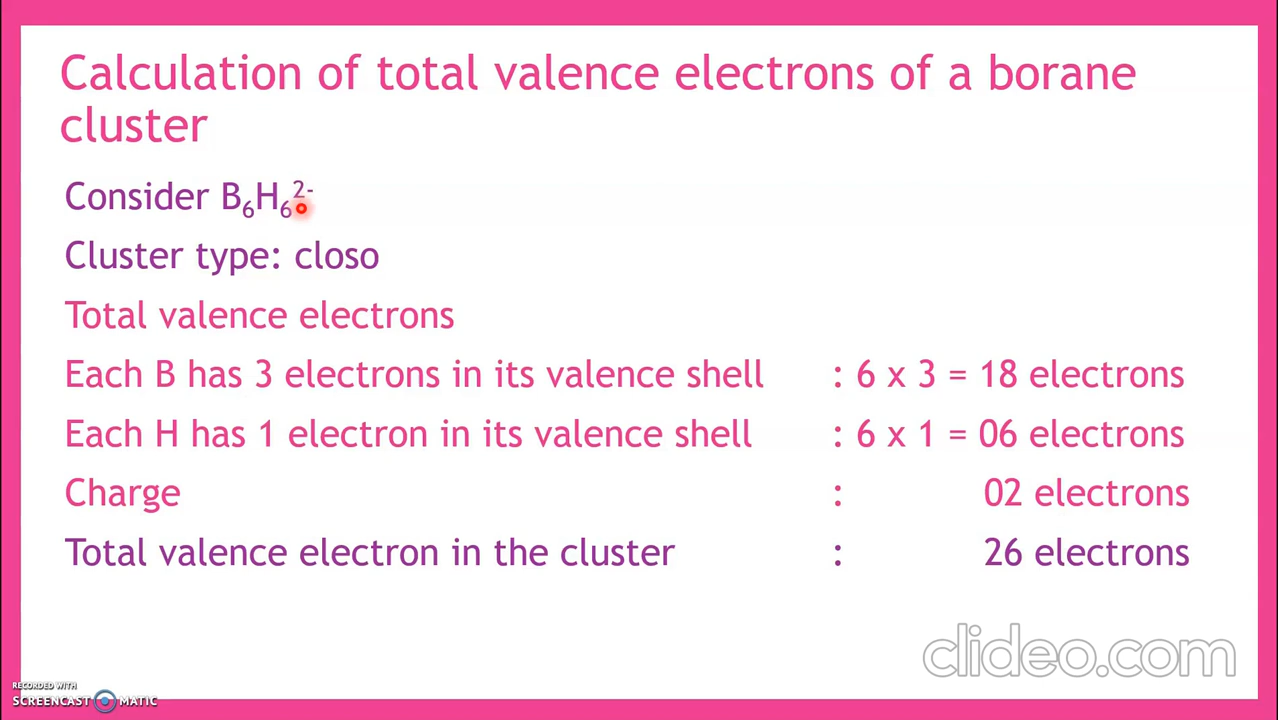 Calculation of total valence electrons of a borane
cluster
Consider B₆H₆²⁻
Cluster type: closo
Total valence electrons
Each B has 3 electrons in its valence shell : 6 x 3 = 18 electrons
Each H has 1 electron in its valence shell : 6 x 1 = 06 electrons
Charge : 02 electrons
Total valence electron in the cluster : 26 electrons
clideo.com
RECORDED WITH
SCREENCAST MATIC